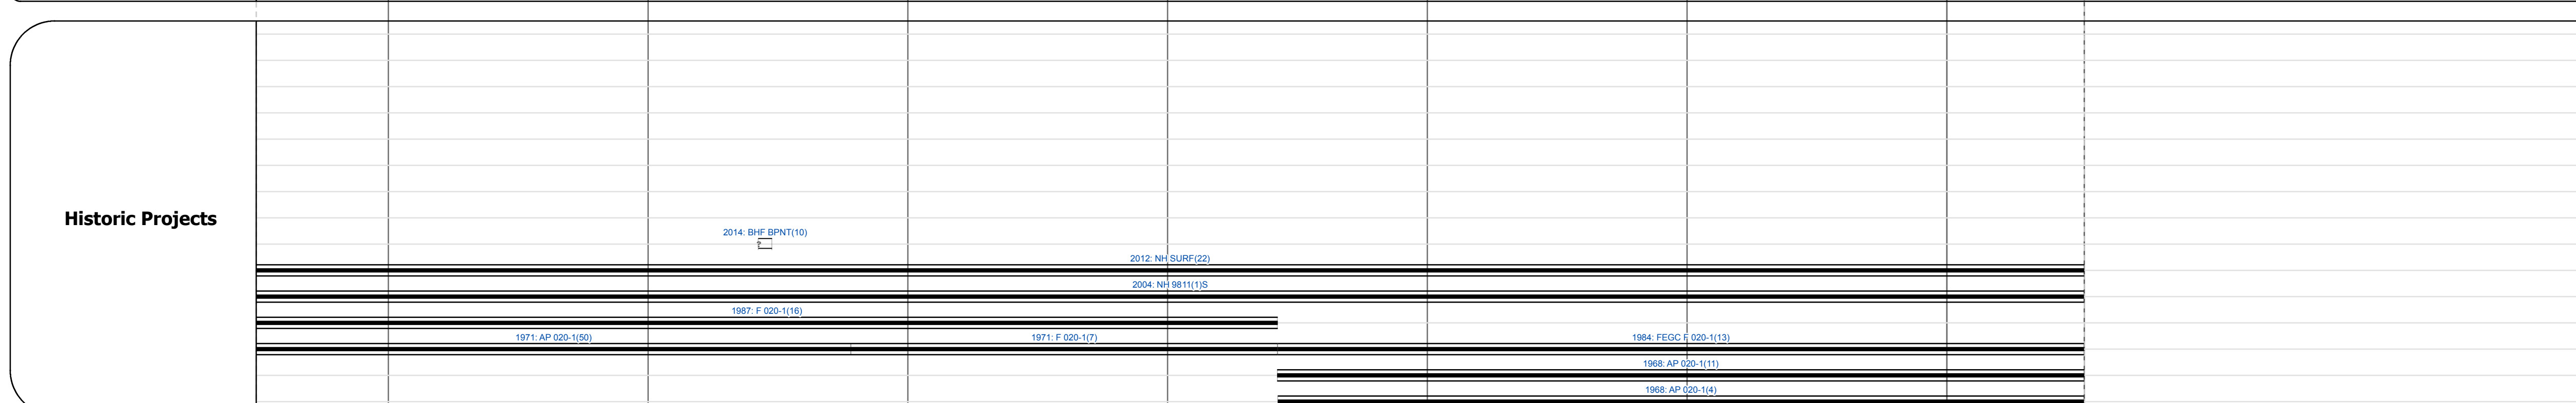 Historic Projects
2014: BHF BPNT(10)
2012: NH SURF(22)
2004: NH 9811(1)S
1987: F 020-1(16)
1971: AP 020-1(50) 1971: F 020-1(7) 1984: FEGC F 020-1(13)
1968: AP 020-1(11)
1968: AP 020-1(4)